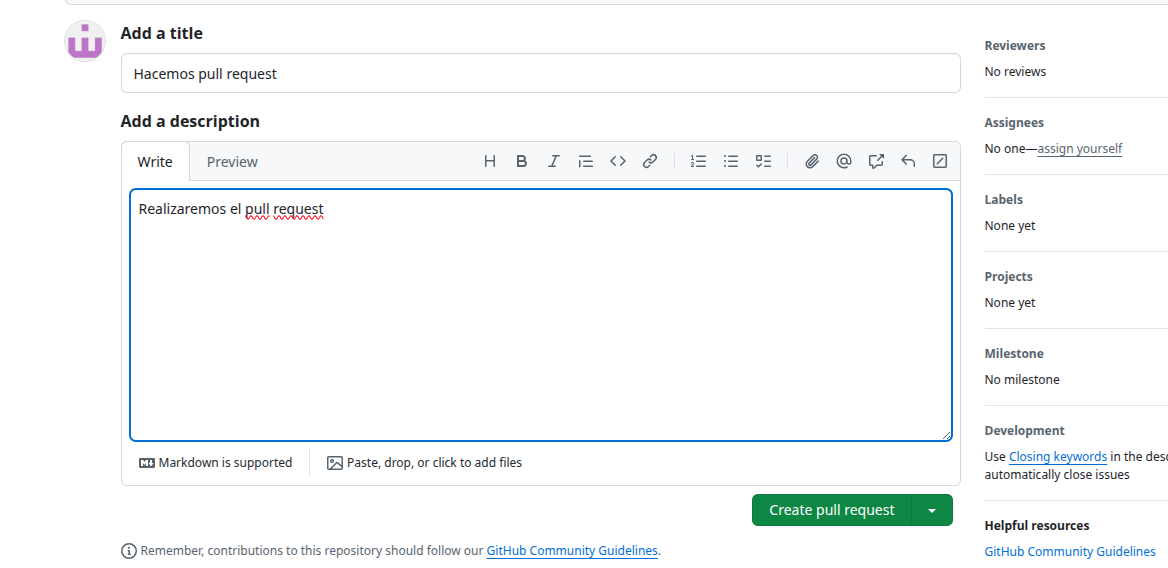 Add a title
Hacemos pull request
Add a description
Write
Preview
Realizaremos el pull request
Markdown is supported
Paste, drop, or click to add files
Create pull request
Remember, contributions to this repository should follow our GitHub Community Guidelines.
Reviewers
No reviews
Assignees
No one—assign yourself
Labels
None yet
Projects
None yet
Milestone
No milestone
Development
Use Closing keywords in the desc
automatically close issues
Helpful resources
GitHub Community Guidelines